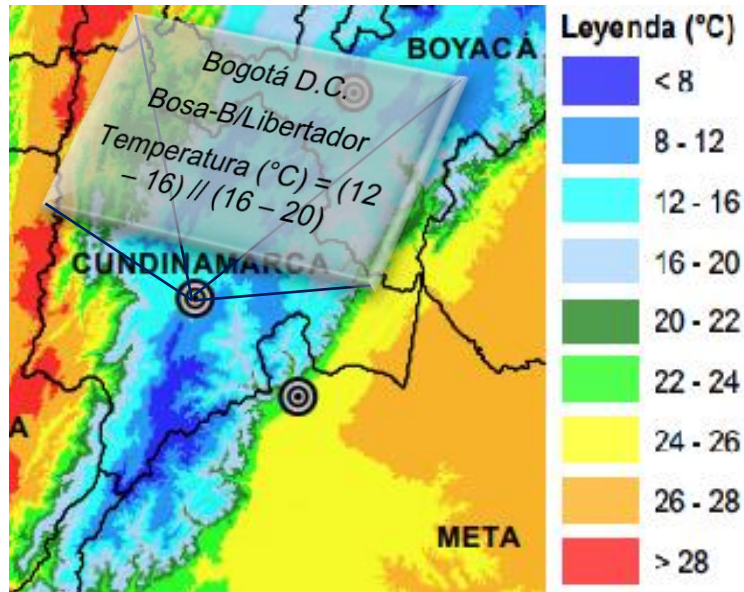 BOYACÁ
Bogotá D.C.
Bosa-B/Libertador
Temperatura (°C) = (12
– 16) // (16 – 20)
CUNDINAMARCA
A
META
Leyenda (°C)
< 8
8 - 12
12 - 16
16 - 20
20 - 22
22 - 24
24 - 26
26 - 28
> 28